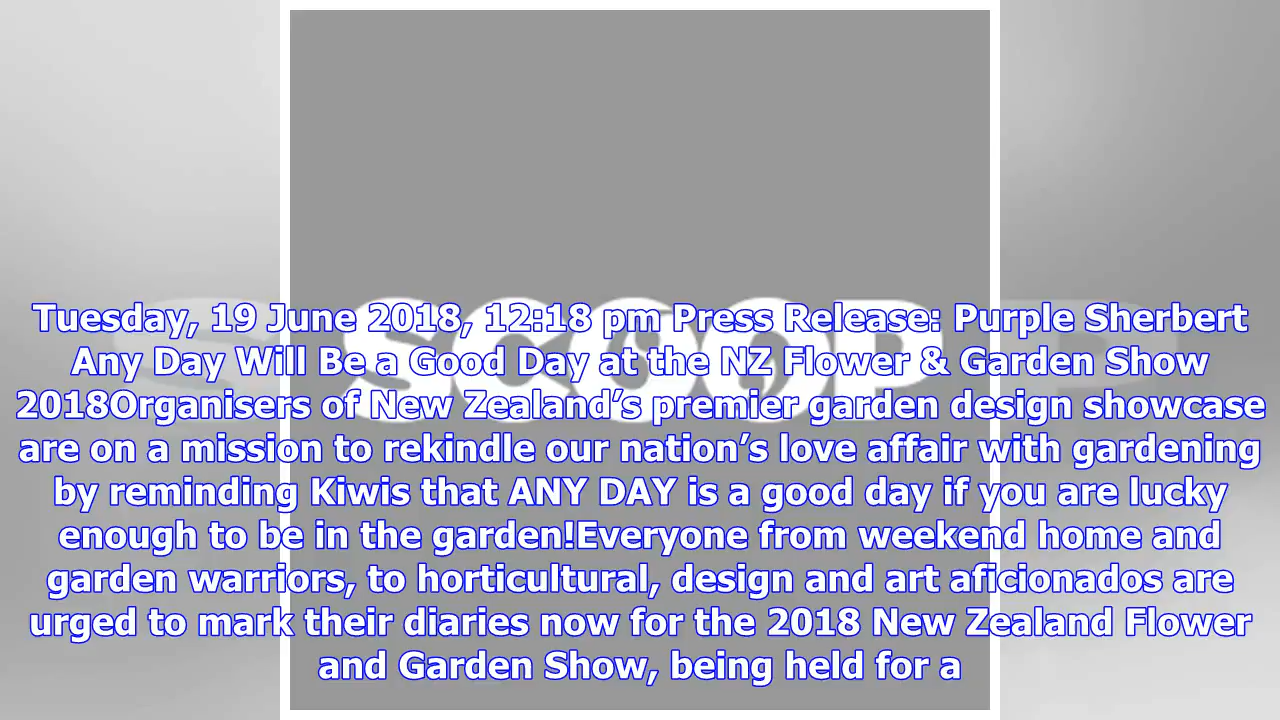 SCOOP
Tuesday, 19 June 2018, 12:18 pm Press Release: Purple Sherbert
Any Day Will Be a Good Day at the NZ Flower & Garden Show
2018Organisers of New Zealand’s premier garden design showcase
are on a mission to rekindle our nation’s love affair with gardening
by reminding Kiwis that ANY DAY is a good day if you are lucky
enough to be in the garden!Everyone from weekend home and
garden warriors, to horticultural, design and art aficionados are
urged to mark their diaries now for the 2018 New Zealand Flower
and Garden Show, being held for a